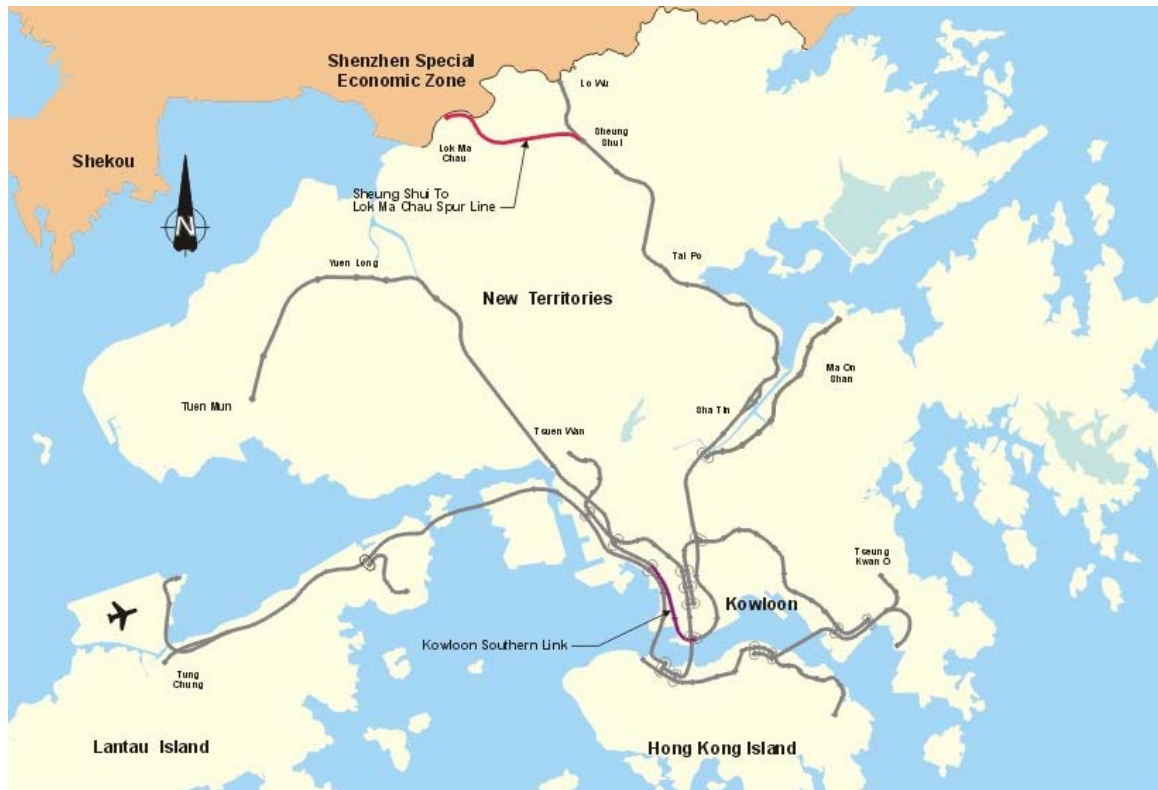 Shenzhen Special
Economic Zone
Lo Wu
Sheung
Shui
Lok Ma
Chau
Shekou
Sheung Shui To
Lok Ma Chau Spur Line
N
Yuen Long
Tai Po
New Territories
Ma On
Shan
Tuen Mun
Sha Tin
Tsuen Wan
Tseung
Kwan O
Kowloon
Kowloon Southern Link
Tung
Chung
Lantau Island
Hong Kong Island